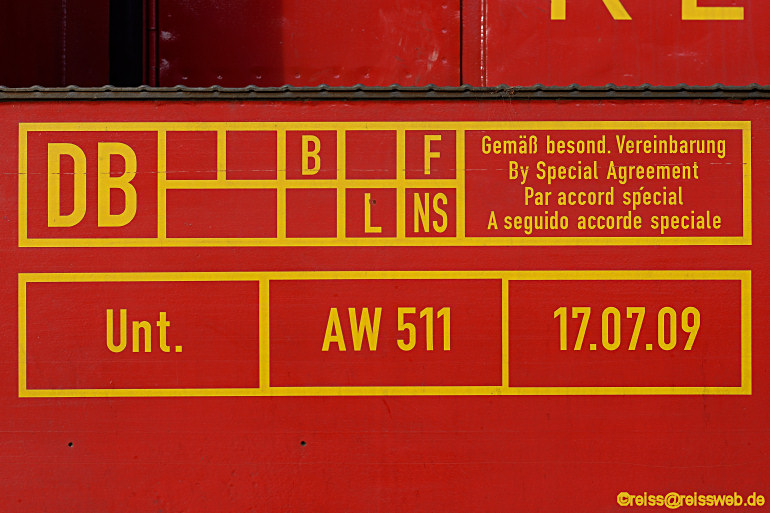 DB B F
L NS
Gemäß besond. Vereinbarung
By Special Agreement
Par accord spécial
A seguido accorde speciale
Unt. AW 511 17.07.09
©reiss@reissweb.de